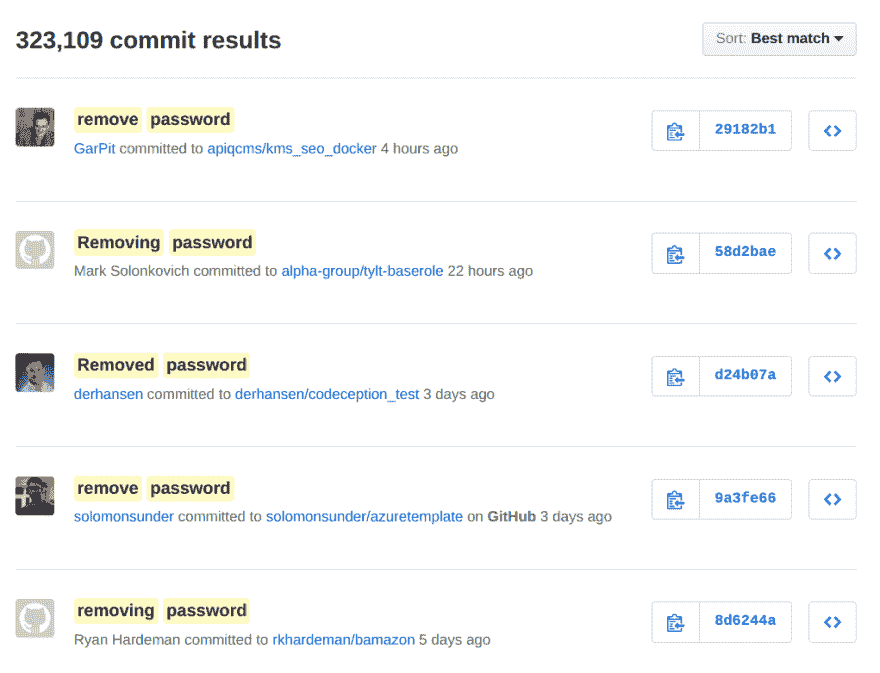 323,109 commit results
Sort: Best match
remove password
GarPit committed to apiqcms/kms_seo_docker 4 hours ago
29182b1
Removing password
Mark Solonkovich committed to alpha-group/tylt-baserole 22 hours ago
58d2bae
Removed password
derhansen committed to derhansen/codeception_test 3 days ago
d24b07a
remove password
solomonsunder committed to solomonsunder/azuretemplate on GitHub 3 days ago
9a3fe66
removing password
Ryan Hardeman committed to rkhardeman/bamazon 5 days ago
8d6244a